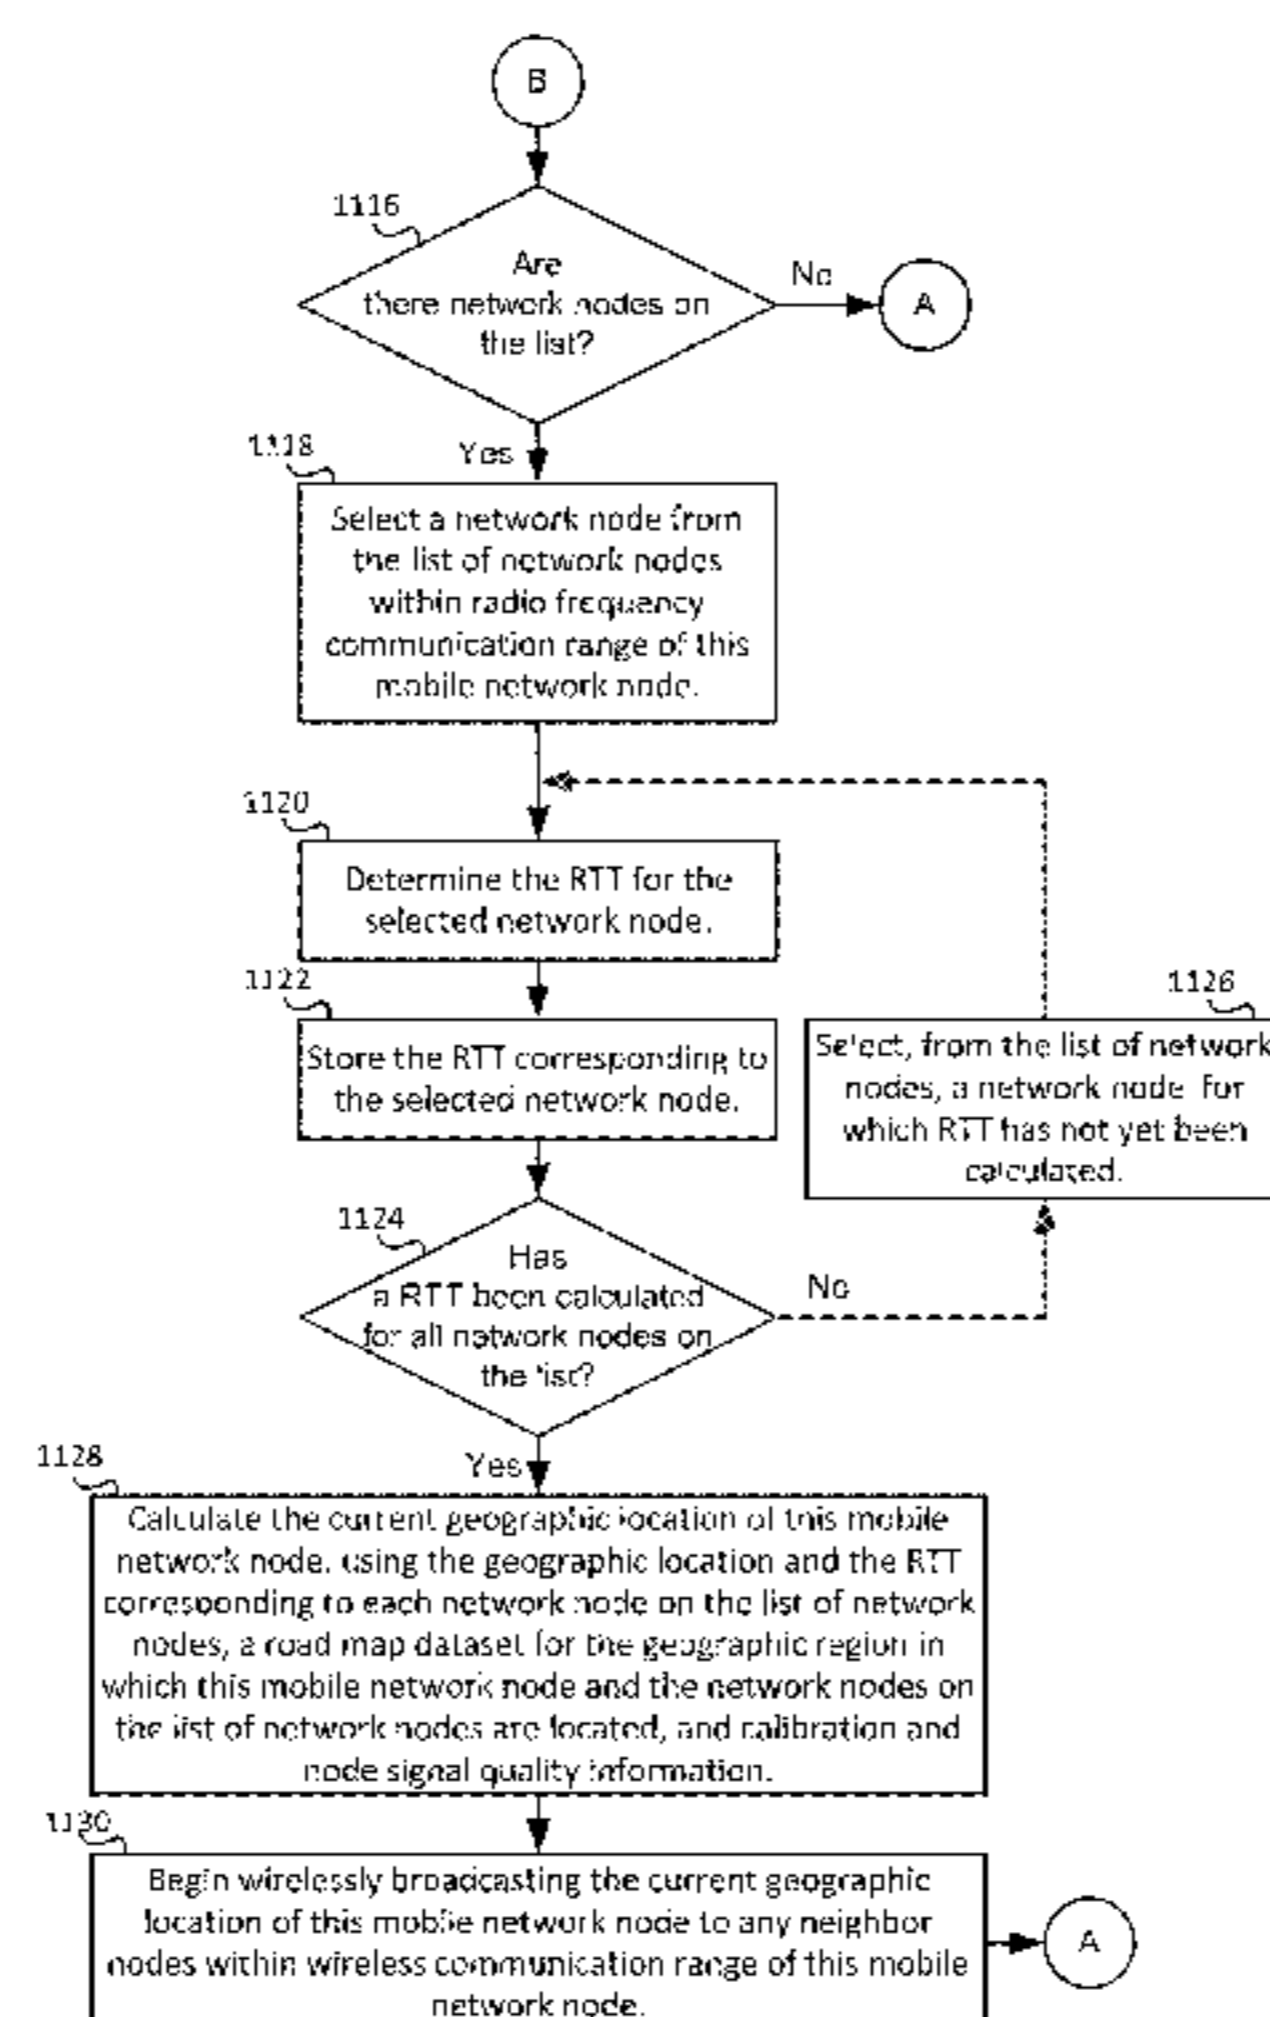 B
1116
Are
there network nodes on
the list?
No
A
1118
Yes
Select a network node from
the list of network nodes
within radio frequency
communication range of this
mobile network node.
1120
Determine the RTT for the
selected network node.
1122
Store the RTT corresponding to
the selected network node.
1126
Select, from the list of network
nodes, a network node for
which RTT has not yet been
calculated.
1124
Has
a RTT been calculated
for all network nodes on
the list?
No
Yes
1128
Calculate the current geographic location of this mobile
network node, using the geographic location and the RTT
corresponding to each network node on the list of network
nodes, a road map dataset for the geographic region in
which this mobile network node and the network nodes on
the list of network nodes are located, and calibration and
node signal quality information.
1130
Begin wirelessly broadcasting the current geographic
location of this mobile network node to any neighbor
nodes within wireless communication range of this mobile
network node.
A